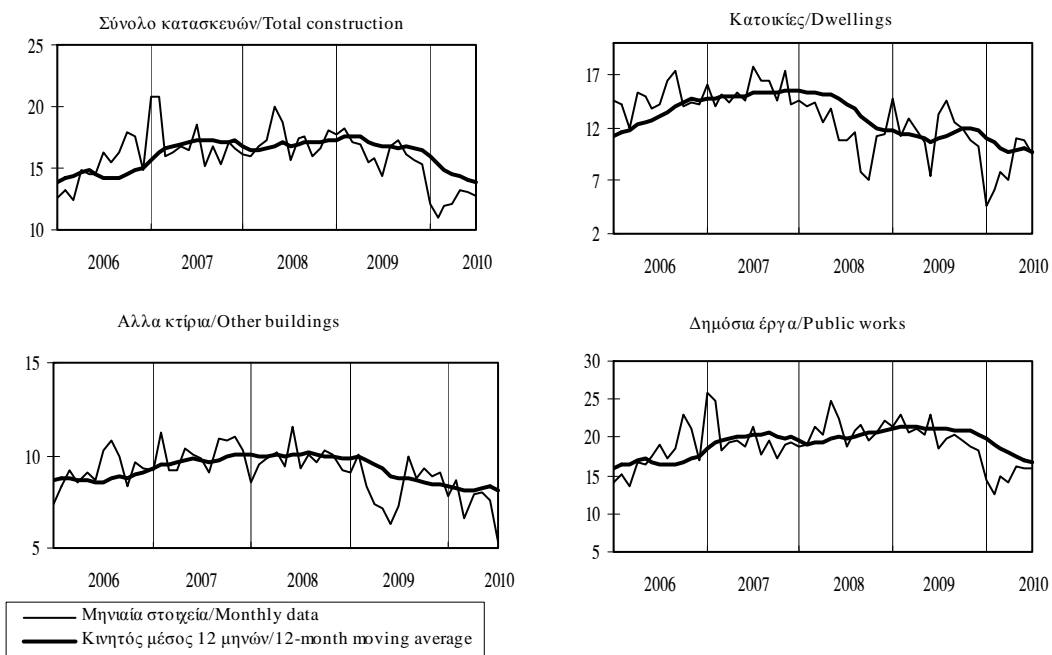 Σύνολο κατασκευών/Total construction
25
20
15
10
2006 2007 2008 2009 2010
Κατοικίες/Dwellings
17
12
7
2
2006 2007 2008 2009 2010
Αλλα κτίρια/Other buildings
15
10
5
2006 2007 2008 2009 2010
Δημόσια έργα/Public works
30
25
20
15
10
5
2006 2007 2008 2009 2010
Μηνιαία στοιχεία/Monthly data
Κινητός μέσος 12 μηνών/12-month moving average